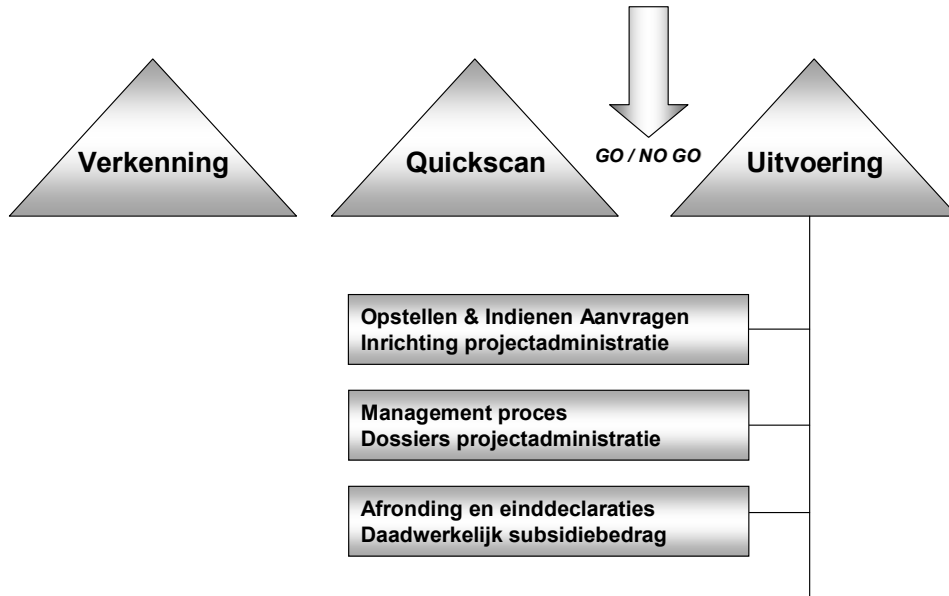 Verkenning
Quickscan
GO / NO GO
Uitvoering
Opstellen & Indienen Aanvragen
Inrichting projectadministratie
Management proces
Dossiers projectadministratie
Afronding en einddeclaraties
Daadwerkelijk subsidiebedrag